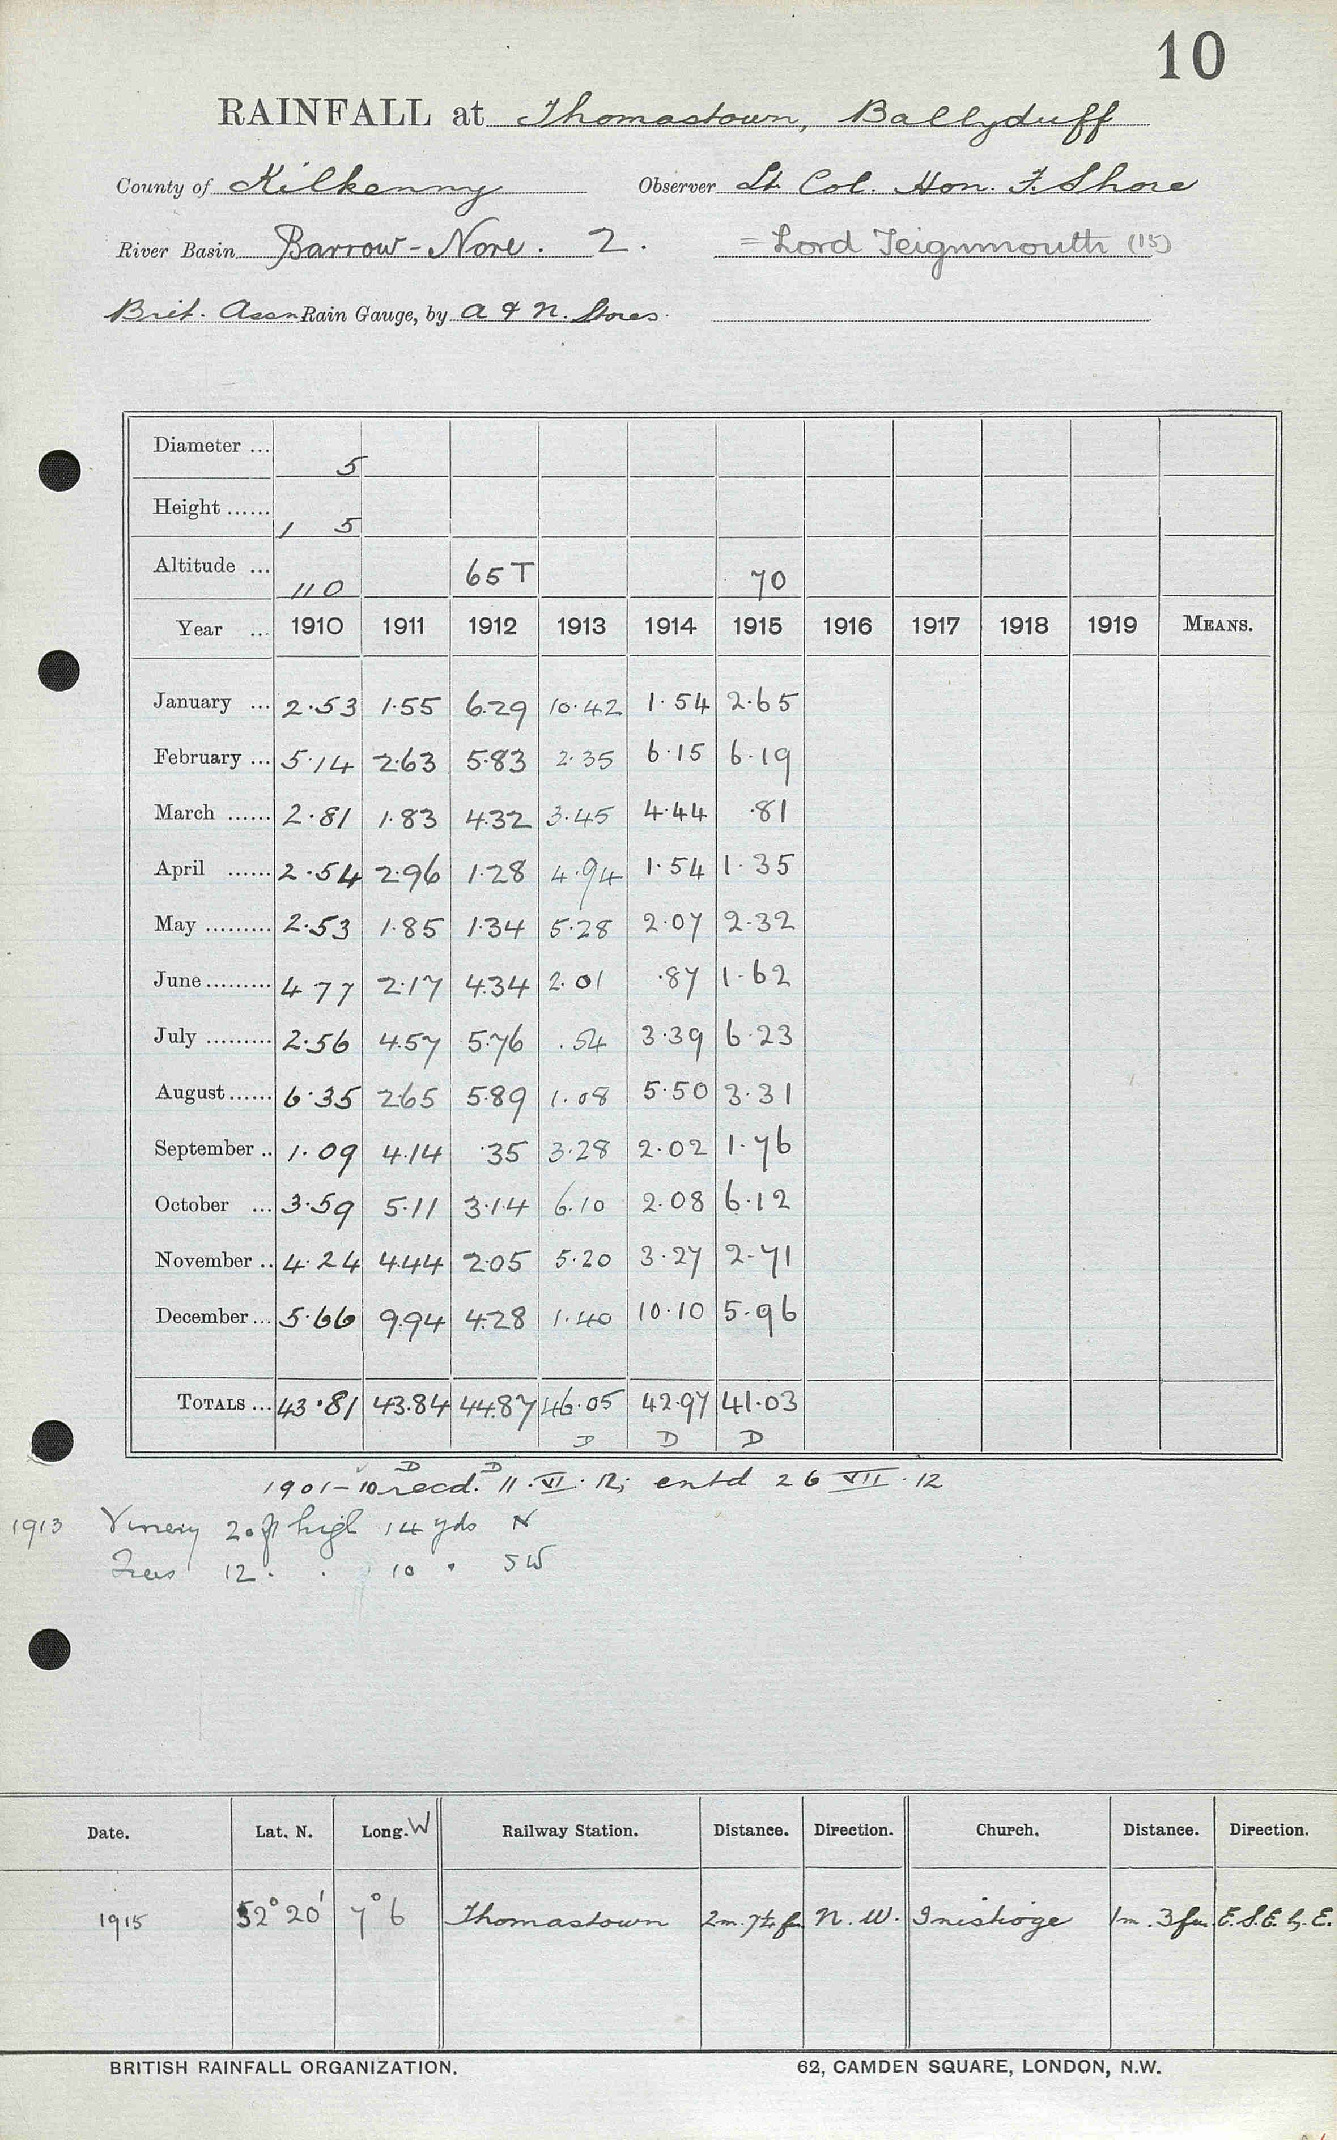 10
RAINFALL at Thomastown, Ballyduff
County of Kilkenny Observer Lt. Col. Hon. F. Shore
River Basin Barrow-Nore. 2. = Lord Teignmouth (15)
Brit. Assn Rain Gauge, by A & N. Stores.
Diameter ... 5
Height ...... 1 5
Altitude ... 110 65T 70
Year ... 1910 1911 1912 1913 1914 1915 1916 1917 1918 1919 MEANS.
January ... 2.53 1.55 6.29 10.42 1.54 2.65
February ... 5.14 2.63 5.83 2.35 6.15 6.19
March ...... 2.81 1.83 4.32 3.45 4.44 .81
April ...... 2.54 2.96 1.28 4.94 1.54 1.35
May ......... 2.53 1.85 1.34 5.28 2.07 2.32
June ......... 4 77 2.17 4.34 2.01 .87 1.62
July ......... 2.56 4.57 5.76 .54 3.39 6.23
August ...... 6.35 2.65 5.89 1.08 5.50 3.31
September .. 1.09 4.14 .35 3.28 2.02 1.76
October ... 3.59 5.11 3.14 6.10 2.08 6.12
November .. 4.24 4.44 2.05 5.20 3.27 2.71
December ... 5.66 9.94 4.28 1.40 10.10 5.96
TOTALS ... 43.81 43.84 44.87 46.05 42.97 41.03
D D D
D D
1901-10 recd. 11.VI.12; entd 26 VII.12
1913 Vinery 20 ft high 14 yds N
Trees 12 . . 10 . SW
Date. Lat. N. Long. W Railway Station. Distance. Direction. Church. Distance. Direction.
1915 52° 20' 7° 6 Thomastown 2m. 7½ f. N. W. Inistioge 1m. 3 fur. E.S.E. by E.
BRITISH RAINFALL ORGANIZATION. 62, CAMDEN SQUARE, LONDON, N.W.